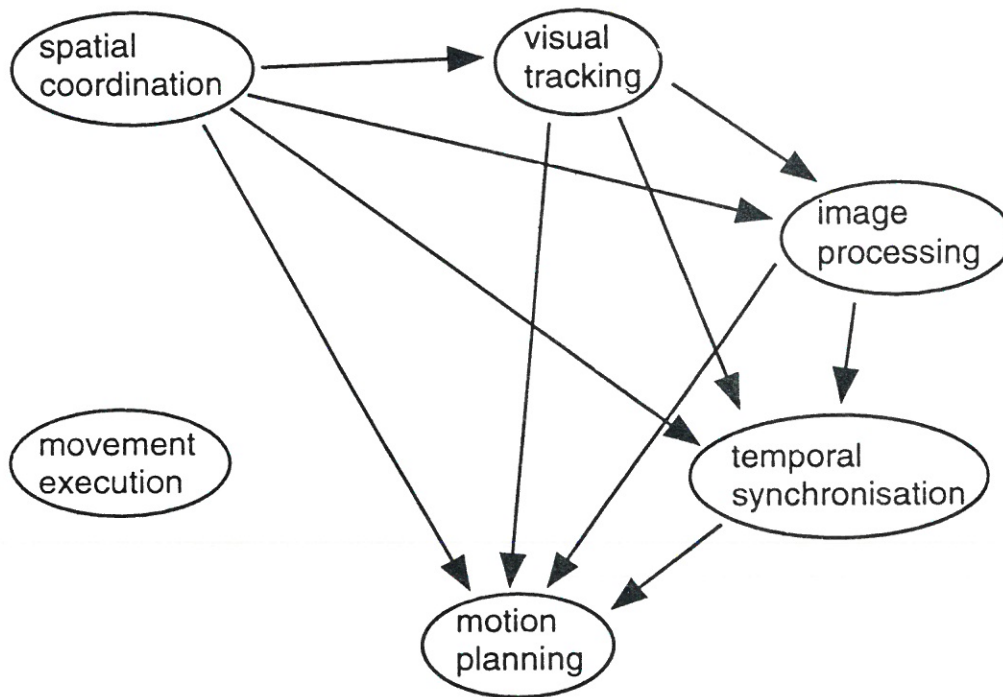 spatial
coordination
visual
tracking
image
processing
movement
execution
temporal
synchronisation
motion
planning